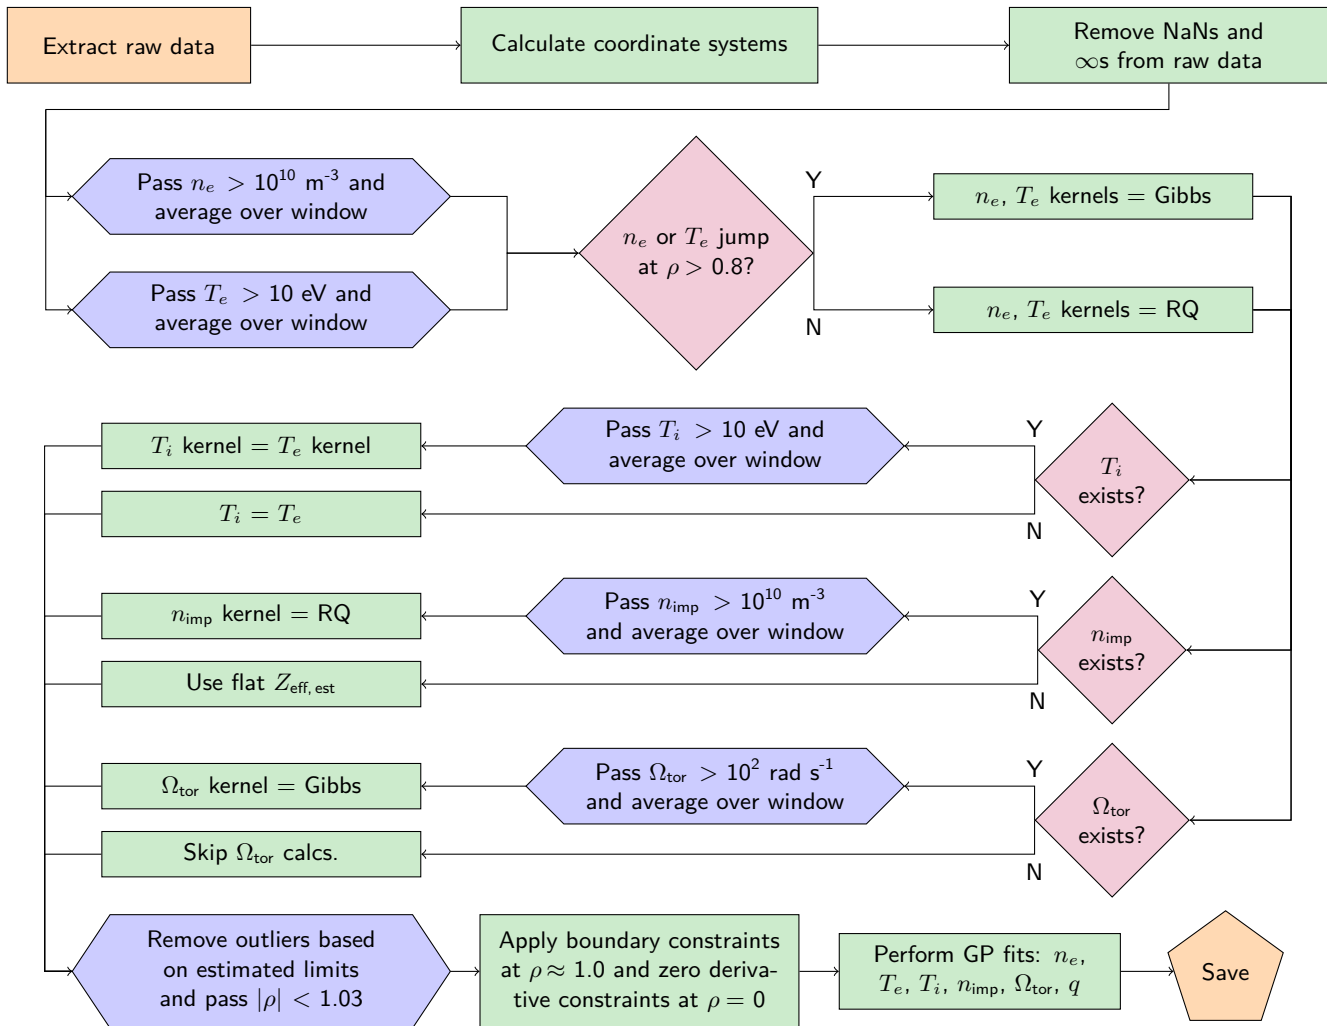 Extract raw data
Calculate coordinate systems
Remove NaNs and
∞s from raw data
Pass nₑ > 10¹⁰ m⁻³ and
average over window
Pass Tₑ > 10 eV and
average over window
nₑ or Tₑ jump
at ρ > 0.8?
Y
N
nₑ, Tₑ kernels = Gibbs
nₑ, Tₑ kernels = RQ
Tᵢ kernel = Tₑ kernel
Tᵢ = Tₑ
Pass Tᵢ > 10 eV and
average over window
Y
N
Tᵢ
exists?
n_imp kernel = RQ
Use flat Z_eff, est
Pass n_imp > 10¹⁰ m⁻³
and average over window
Y
N
n_imp
exists?
Ω_tor kernel = Gibbs
Skip Ω_tor calcs.
Pass Ω_tor > 10² rad s⁻¹
and average over window
Y
N
Ω_tor
exists?
Remove outliers based
on estimated limits
and pass |ρ| < 1.03
Apply boundary constraints
at ρ ≈ 1.0 and zero deriva-
tive constraints at ρ = 0
Perform GP fits: nₑ,
Tₑ, Tᵢ, n_imp, Ω_tor, q
Save